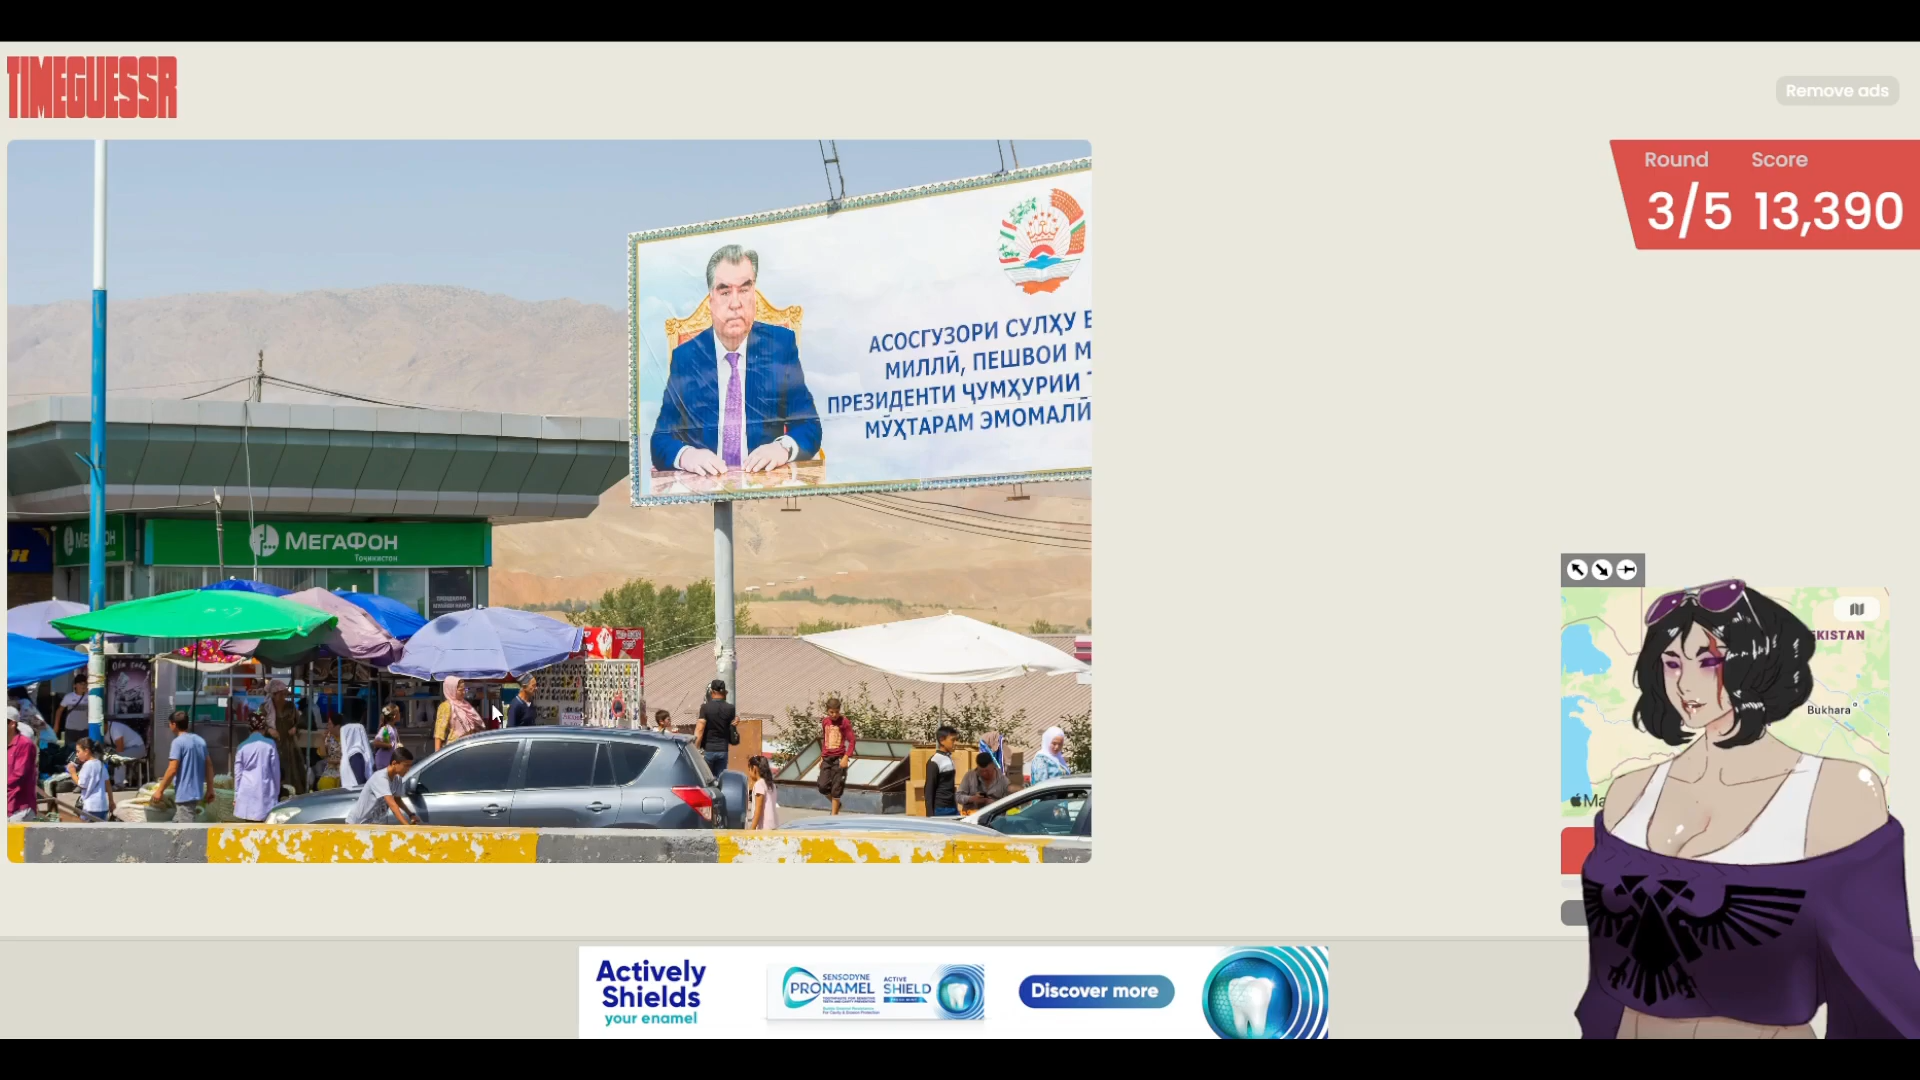 TIMEGUESSR
Remove ads
Round Score
3/5 13,390
АСОСГУЗОРИ СУЛҲУ
МИЛЛӢ, ПЕШВОИ М
ПРЕЗИДЕНТИ ҶУМҲУРИИ
МӮҲТАРАМ ЭМОМАЛӢ
МЕГАФОН
Тоҷикистон
KISTAN
Bukhara
Actively
Shields
your enamel
SENSODYNE
PRONAMEL
ACTIVE
SHIELD
Discover more